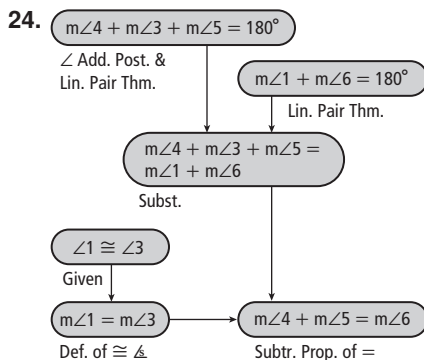 24.
m∠4 + m∠3 + m∠5 = 180°
∠ Add. Post. &
Lin. Pair Thm.
m∠1 + m∠6 = 180°
Lin. Pair Thm.
m∠4 + m∠3 + m∠5 =
m∠1 + m∠6
Subst.
∠1 ≅ ∠3
Given
m∠1 = m∠3
Def. of ≅ ∡
m∠4 + m∠5 = m∠6
Subtr. Prop. of =